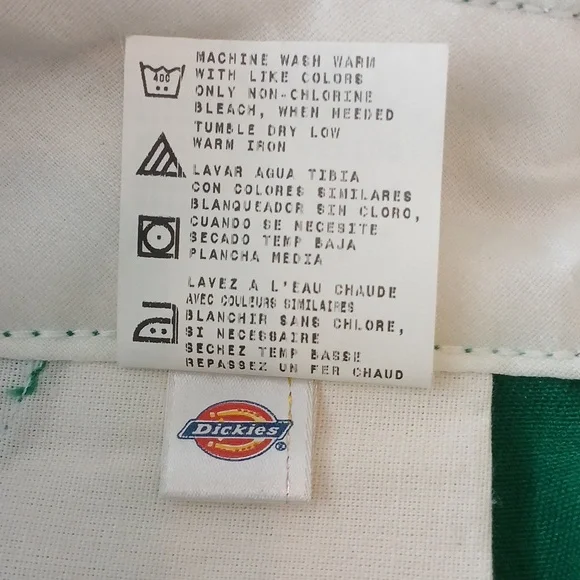 40C
MACHINE WASH WARM
WITH LIKE COLORS
ONLY NON-CHLORINE
BLEACH, WHEN NEEDED
TUMBLE DRY LOW
WARM IRON
LAVAR AGUA TIBIA
CON COLORES SIMILARES
BLANQUEADOR SIN CLORO,
CUANDO SE NECESITE
SECADO TEMP BAJA
PLANCHA MEDIA
LAVEZ A L'EAU CHAUDE
AVEC COULEURS SIMILAIRES
BLANCHIR SANS CHLORE,
SI NECESSAIRE
SECHEZ TEMP BASSE
REPASSEZ UN FER CHAUD
Dickies®